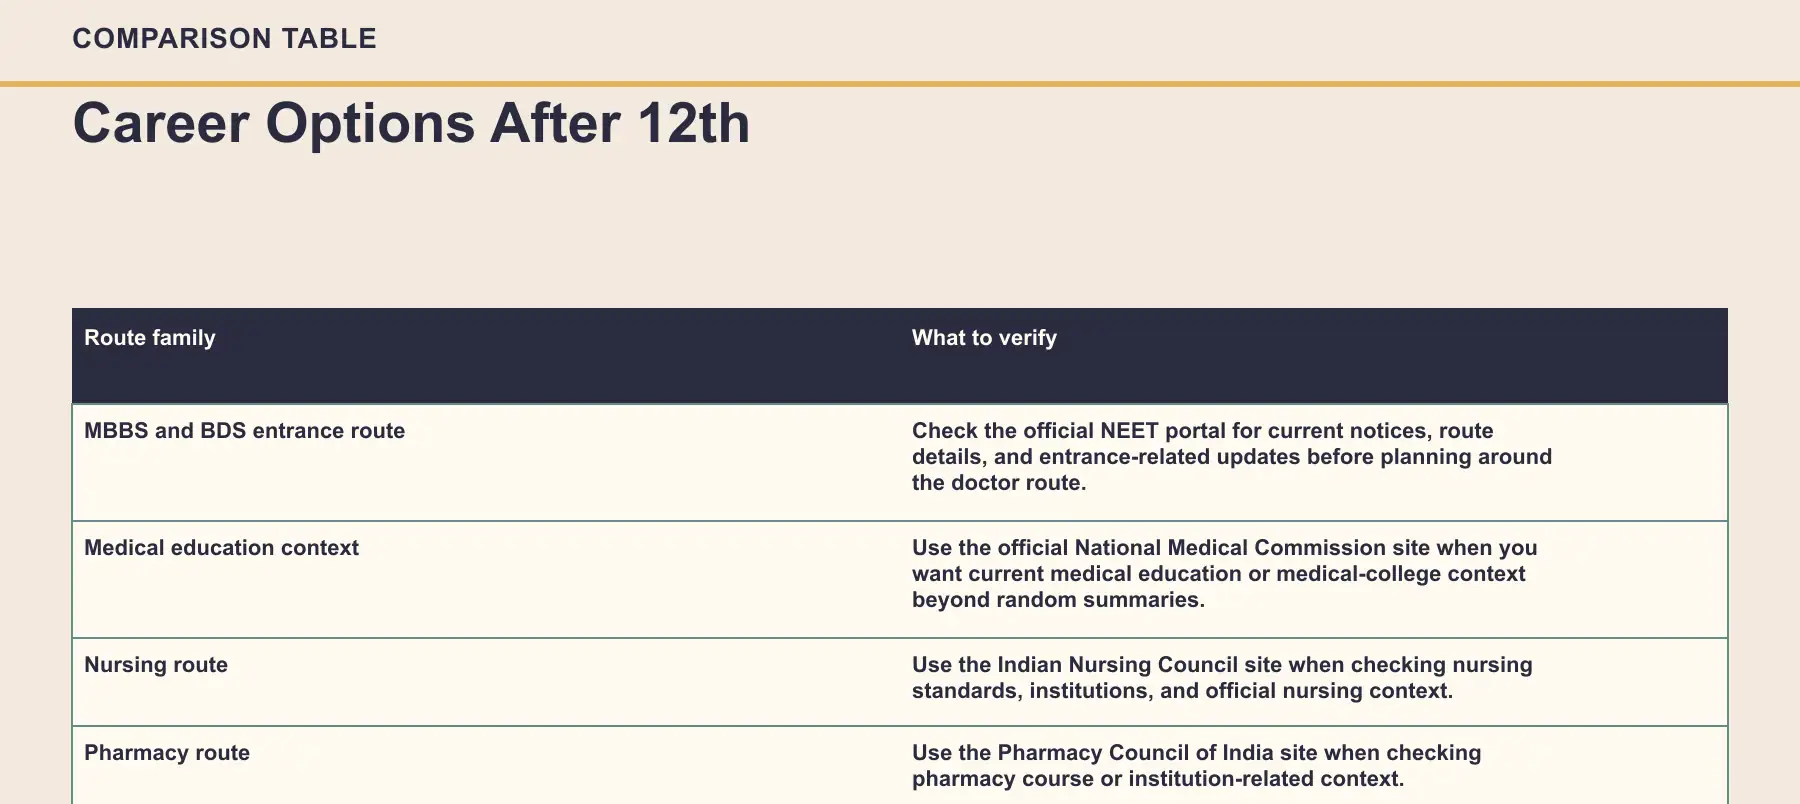 COMPARISON TABLE
Career Options After 12th
Route family
What to verify
MBBS and BDS entrance route
Check the official NEET portal for current notices, route
details, and entrance-related updates before planning around
the doctor route.
Medical education context
Use the official National Medical Commission site when you
want current medical education or medical-college context
beyond random summaries.
Nursing route
Use the Indian Nursing Council site when checking nursing
standards, institutions, and official nursing context.
Pharmacy route
Use the Pharmacy Council of India site when checking
pharmacy course or institution-related context.